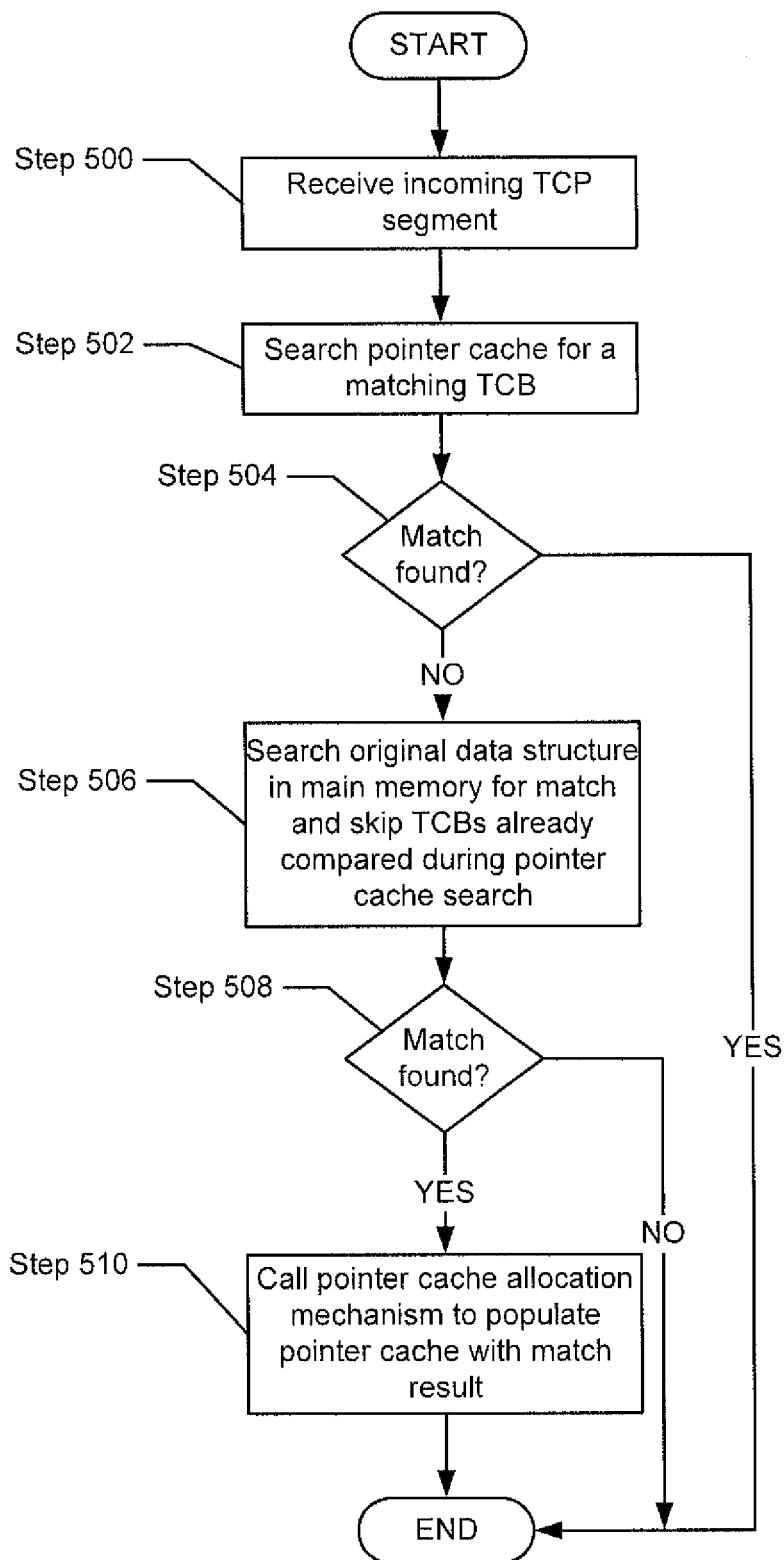 START
Step 500
Receive incoming TCP
segment
Step 502
Search pointer cache for a
matching TCB
Step 504
Match
found?
NO
Step 506
Search original data structure
in main memory for match
and skip TCBs already
compared during pointer
cache search
Step 508
Match
found?
YES
YES
NO
Step 510
Call pointer cache allocation
mechanism to populate
pointer cache with match
result
END